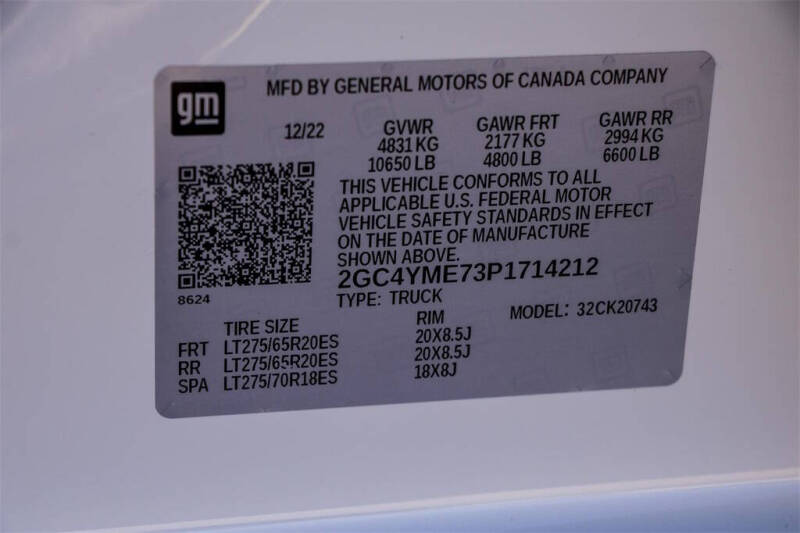 MFD BY GENERAL MOTORS OF CANADA COMPANY
gm
12/22 GVWR GAWR FRT GAWR RR
4831 KG 2177 KG 2994 KG
10650 LB 4800 LB 6600 LB
THIS VEHICLE CONFORMS TO ALL
APPLICABLE U.S. FEDERAL MOTOR
VEHICLE SAFETY STANDARDS IN EFFECT
ON THE DATE OF MANUFACTURE
SHOWN ABOVE.
2GC4YME73P1714212
8624
TYPE: TRUCK
MODEL: 32CK20743
TIRE SIZE RIM
FRT LT275/65R20ES 20X8.5J
RR LT275/65R20ES 20X8.5J
SPA LT275/70R18ES 18X8J